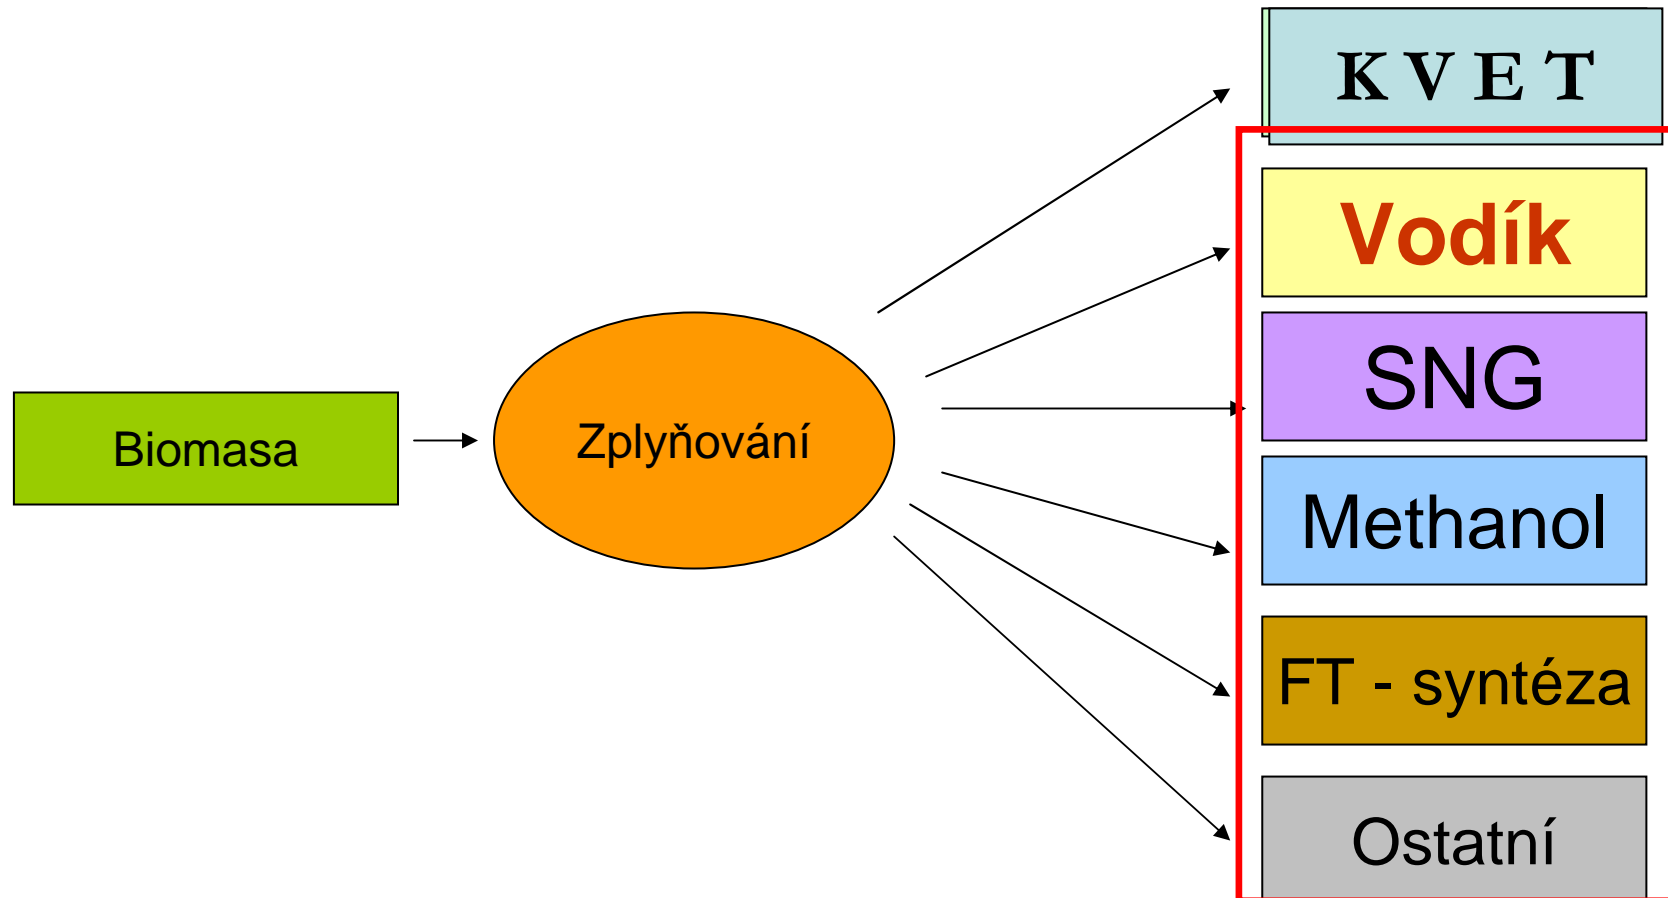 K V E T
Vodík
SNG
Biomasa
Zplyňování
Methanol
FT - syntéza
Ostatní